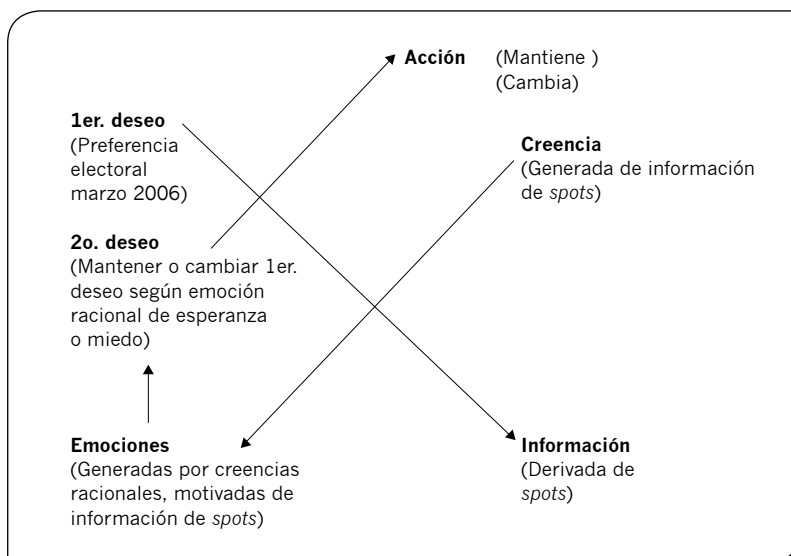 Acción (Mantiene )
(Cambia)
1er. deseo
(Preferencia
electoral
marzo 2006)
Creencia
(Generada de información
de spots)
2o. deseo
(Mantener o cambiar 1er.
deseo según emoción
racional de esperanza
o miedo)
Emociones
(Generadas por creencias
racionales, motivadas de
información de spots)
Información
(Derivada de
spots)